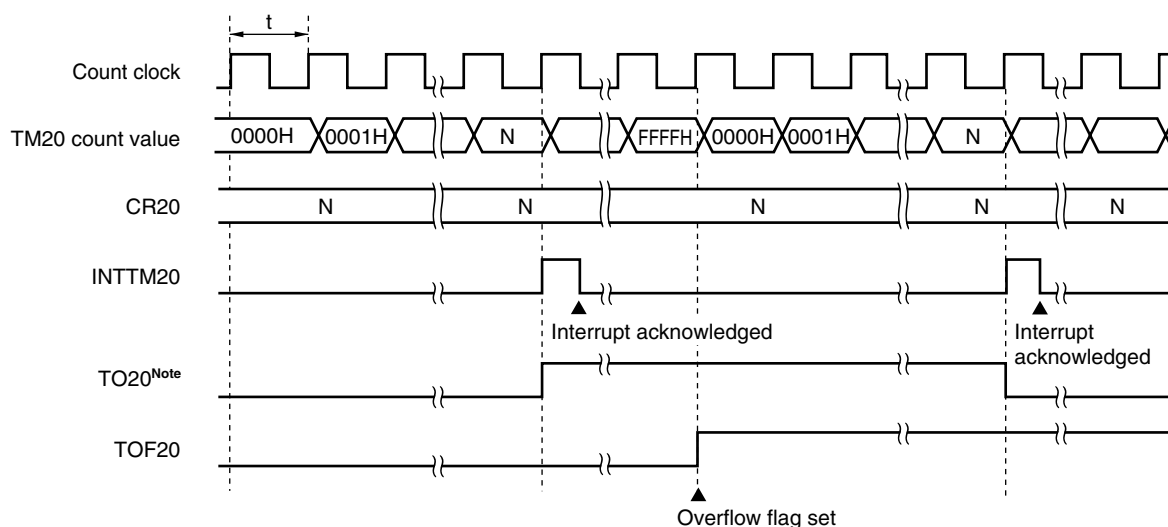 t
Count clock
TM20 count value 0000H 0001H N FFFFH 0000H 0001H N
CR20 N N N N N
INTTM20
Interrupt acknowledged
Interrupt
acknowledged
TO20Note
TOF20
Overflow flag set